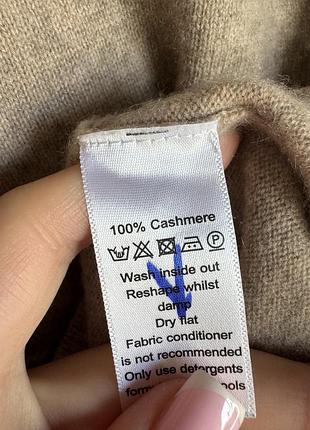 100% Cashmere
Wash inside out
Reshape whilst
damp
Dry flat
Fabric conditioner
is not recommended
Only use detergents